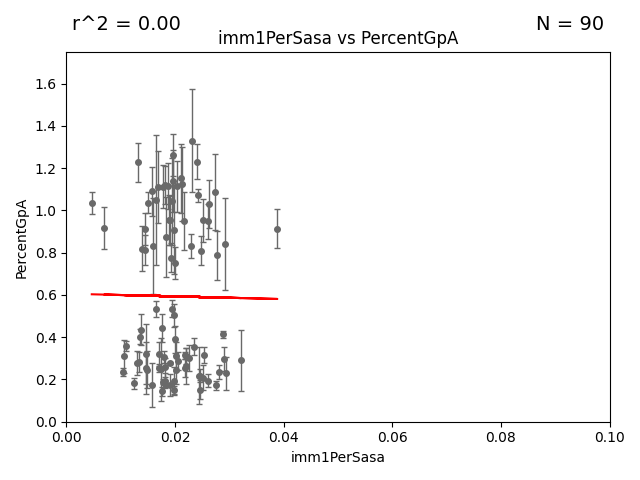 r^2 = 0.00
N = 90
imm1PerSasa vs PercentGpA
PercentGpA
1.6
1.4
1.2
1.0
0.8
0.6
0.4
0.2
0.0
0.00 0.02 0.04 0.06 0.08 0.10
imm1PerSasa